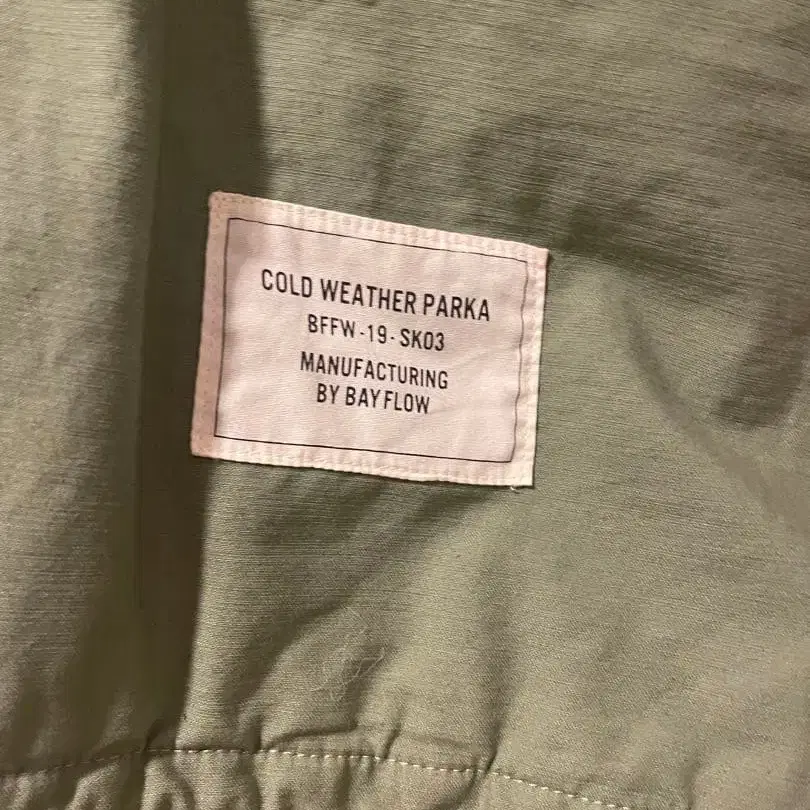 COLD WEATHER PARKA
BFFW-19-SK03
MANUFACTURING
BY BAYFLOW